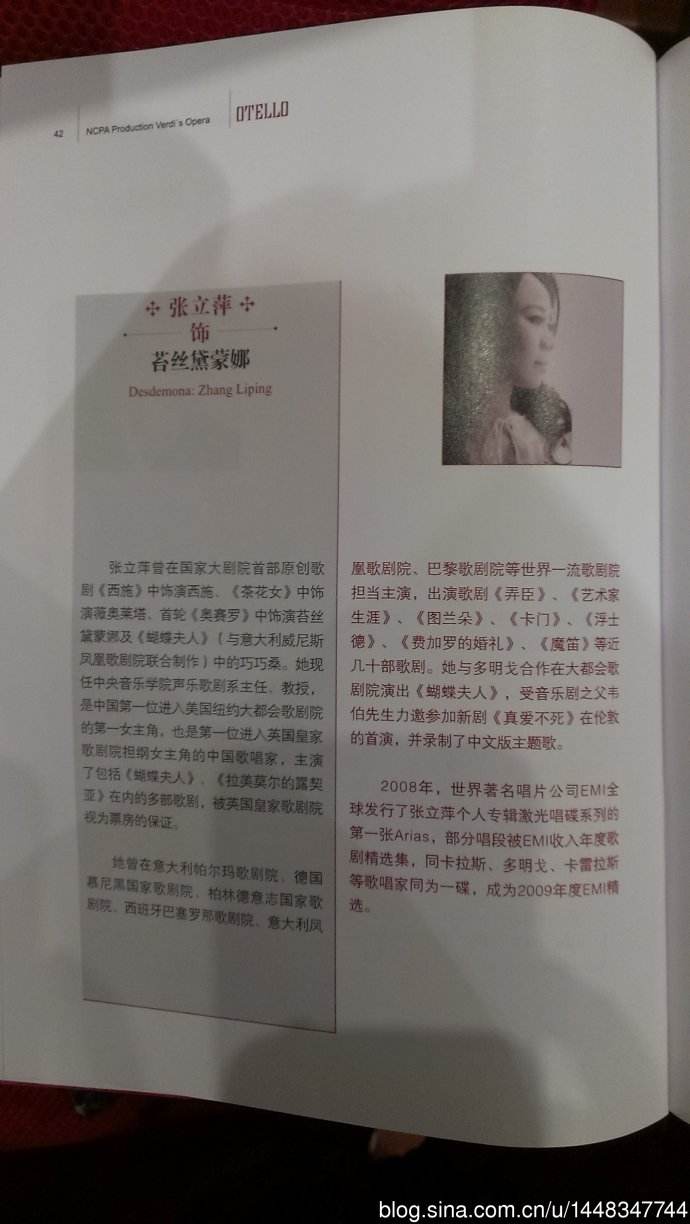 42
NCPA Production Verdi's Opera
OTELLO
张立萍
饰
苔丝黛蒙娜
Desdemona: Zhang Liping
张立萍曾在国家大剧院首部原创歌
剧《西施》中饰演西施、《茶花女》中饰
演薇奥莱塔、首轮《奥赛罗》中饰演苔丝
黛蒙娜及《蝴蝶夫人》（与意大利威尼斯
凤凰歌剧院联合制作）中的巧巧桑。她现
任中央音乐学院声乐歌剧系主任、教授，
是中国第一位进入美国纽约大都会歌剧院
的第一女主角，也是第一位进入英国皇家
歌剧院担纲女主角的中国歌唱家，主演
了包括《蝴蝶夫人》、《拉美莫尔的露契
亚》在内的多部歌剧，被英国皇家歌剧院
视为票房的保证。
她曾在意大利帕尔玛歌剧院、德国
慕尼黑国家歌剧院、柏林德意志国家歌
剧院、西班牙巴塞罗那歌剧院、意大利凤
凰歌剧院、巴黎歌剧院等世界一流歌剧院
担当主演，出演歌剧《弄臣》、《艺术家
生涯》、《图兰朵》、《卡门》、《浮士
德》、《费加罗的婚礼》、《魔笛》等近
几十部歌剧。她与多明戈合作在大都会歌
剧院演出《蝴蝶夫人》，受音乐剧之父韦
伯先生力邀参加新剧《真爱不死》在伦敦
的首演，并录制了中文版主题歌。
2008年，世界著名唱片公司EMI全
球发行了张立萍个人专辑激光唱碟系列的
第一张Arias，部分唱段被EMI收入年度歌
剧精选集，同卡拉斯、多明戈、卡雷拉斯
等歌唱家同为一碟，成为2009年度EMI精
选。
blog.sina.com.cn/u/1448347744